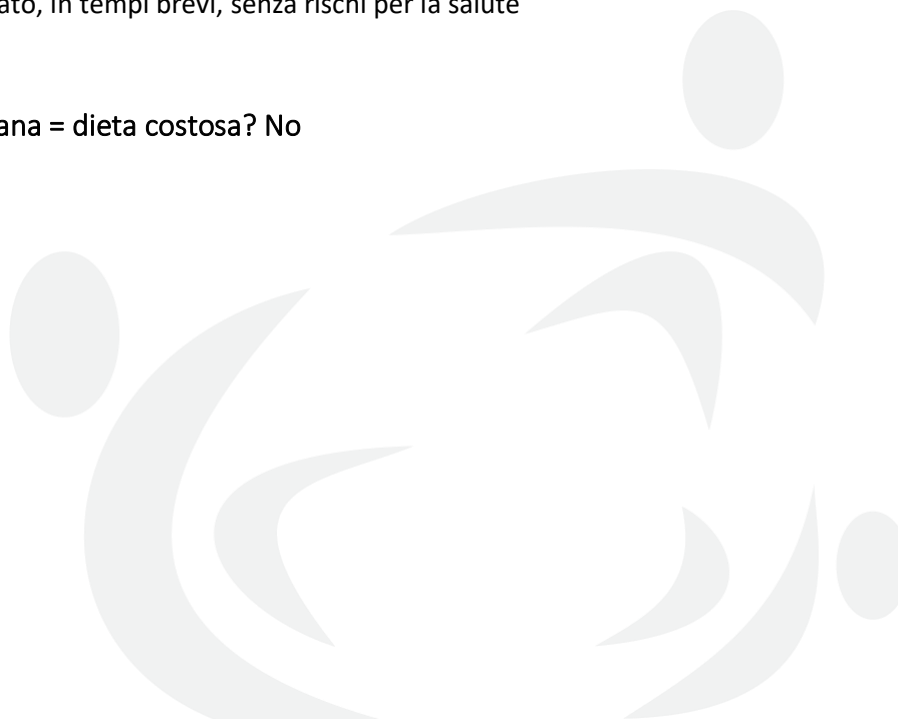 ato, in tempi brevi, senza rischi per la salute
ana = dieta costosa? No